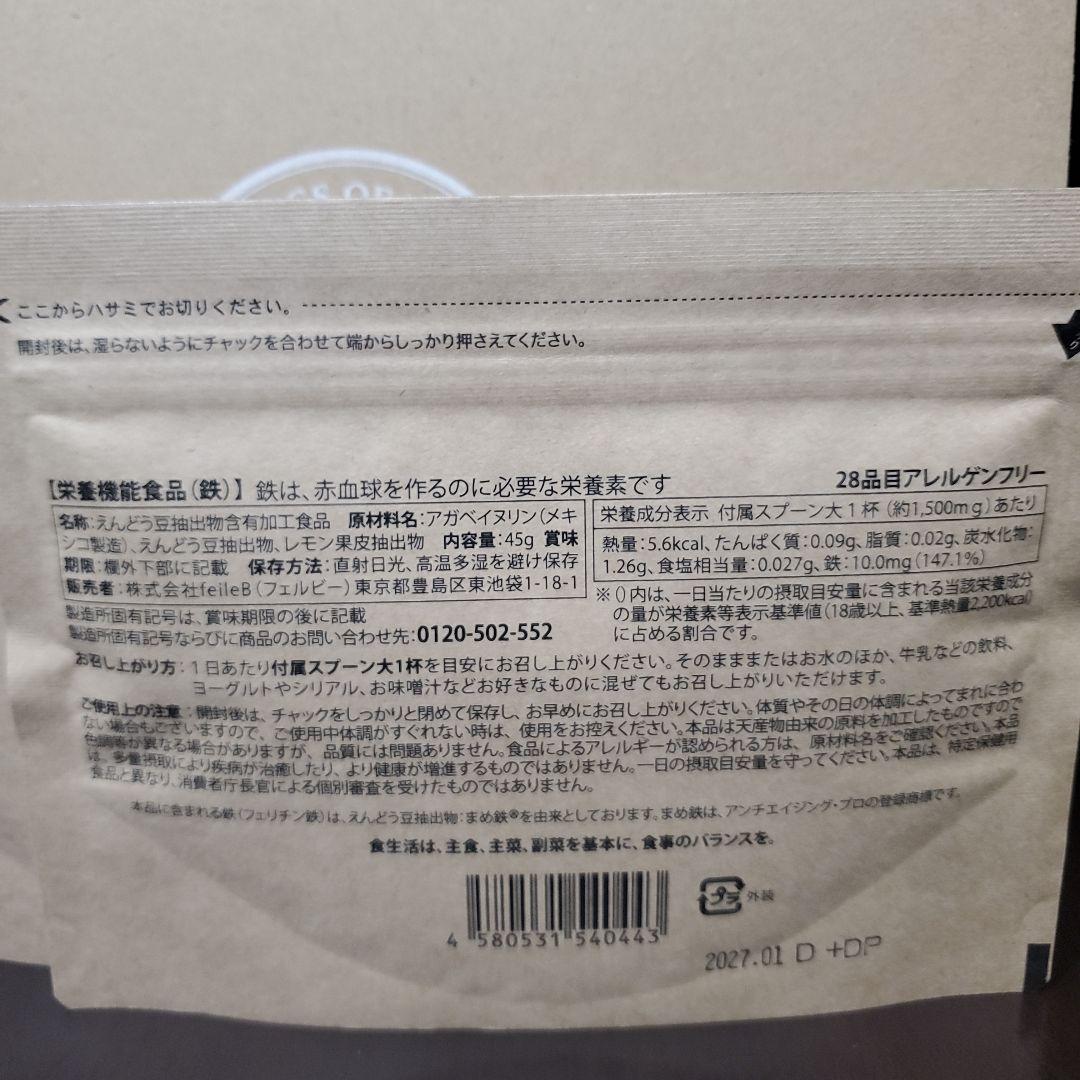 CS OR
ここからハサミでお切りください。
開封後は、湿らないようにチャックを合わせて端からしっかり押さえてください。
【栄養機能食品(鉄)】 鉄は、赤血球を作るのに必要な栄養素です
28品目アレルゲンフリー
名称:えんどう豆抽出物含有加工食品 原材料名:アガベイヌリン(メキ
シコ製造)、えんどう豆抽出物、レモン果皮抽出物 内容量:45g 賞味
期限:欄外下部に記載 保存方法:直射日光、高温多湿を避け保存
販売者:株式会社feileB(フェルビー)東京都豊島区東池袋1-18-1
製造所固有記号は、賞味期限の後に記載
製造所固有記号ならびに商品のお問い合わせ先:0120-502-552
栄養成分表示 付属スプーン大1杯(約1,500mg)あたり
熱量:5.6kcal、たんぱく質:0.09g、脂質:0.02g、炭水化物:
1.26g、食塩相当量:0.027g、鉄:10.0mg(147.1%)
※()内は、一日当たりの摂取目安量に含まれる当該栄養成分
の量が栄養素等表示基準値(18歳以上、基準熱量2,200kcal)
に占める割合です。
お召し上がり方:1日あたり付属スプーン大1杯を目安にお召し上がりください。そのまままたはお水のほか、牛乳などの飲料、
ヨーグルトやシリアル、お味噌汁などお好きなものに混ぜてもお召し上がりいただけます。
ご使用上の注意:開封後は、チャックをしっかりと閉めて保存し、お早めにお召し上がりください。体質やその日の体調によってまれに合わ
ない場合もございますので、ご使用中体調がすぐれない時は、使用をお控えください。本品は天産物由来の原料を加工したものですので
色調等が異なる場合がありますが、品質には問題ありません。食品によるアレルギーが認められる方は、原材料名をご確認ください。本品
は、多量摂取により疾病が治癒したり、より健康が増進するものではありません。一日の摂取目安量を守ってください。本品は、特定保健用
食品と異なり、消費者庁長官による個別審査を受けたものではありません。
本品に含まれる鉄(フェリチン鉄)は、えんどう豆抽出物:まめ鉄®を由来としております。まめ鉄は、アンチエイジング・プロの登録商標です。
食生活は、主食、主菜、副菜を基本に、食事のバランスを。
4 580531 540443
プラ 外装
2027.01 D +DP